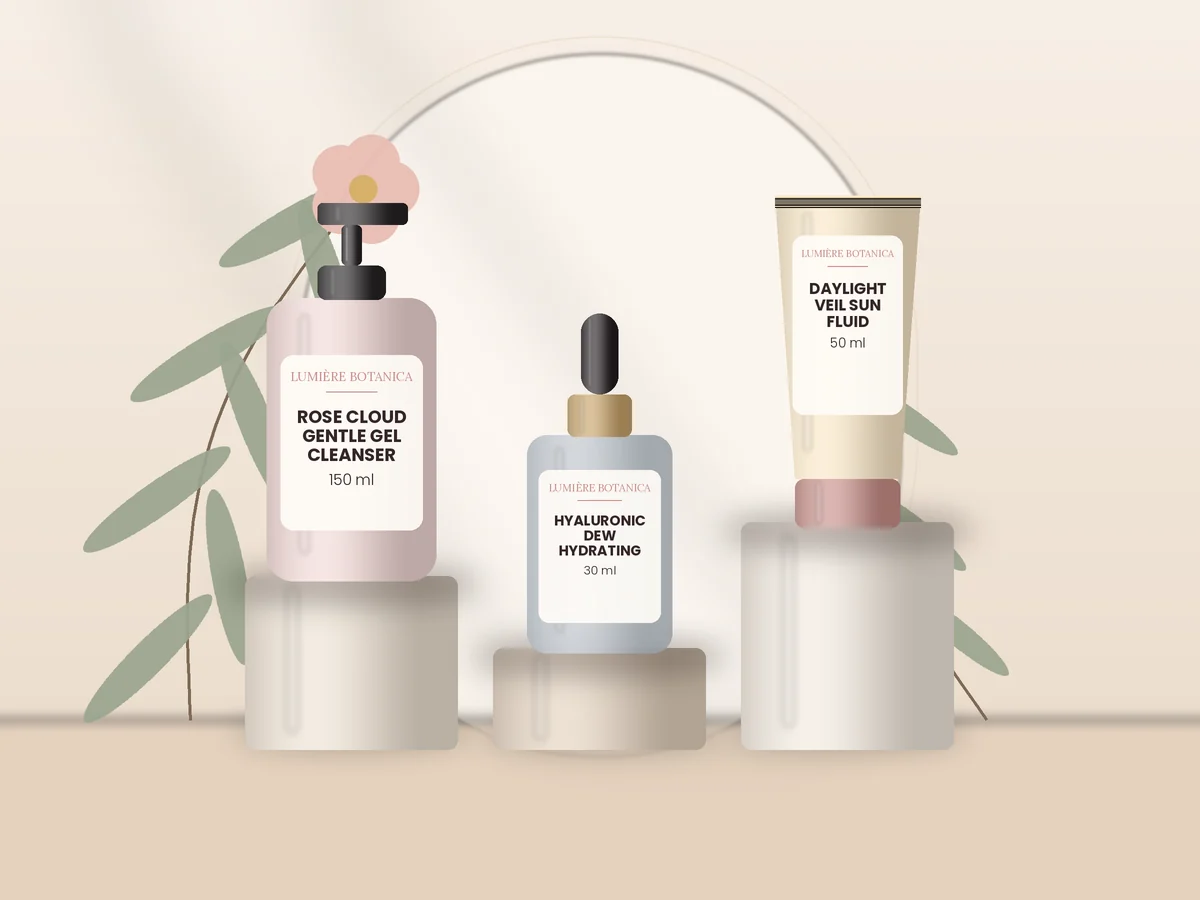 LUMIÈRE BOTANICA
ROSE CLOUD
GENTLE GEL
CLEANSER
150 ml
LUMIÈRE BOTANICA
HYALURONIC
DEW
HYDRATING
30 ml
LUMIÈRE BOTANICA
DAYLIGHT
VEIL SUN
FLUID
50 ml